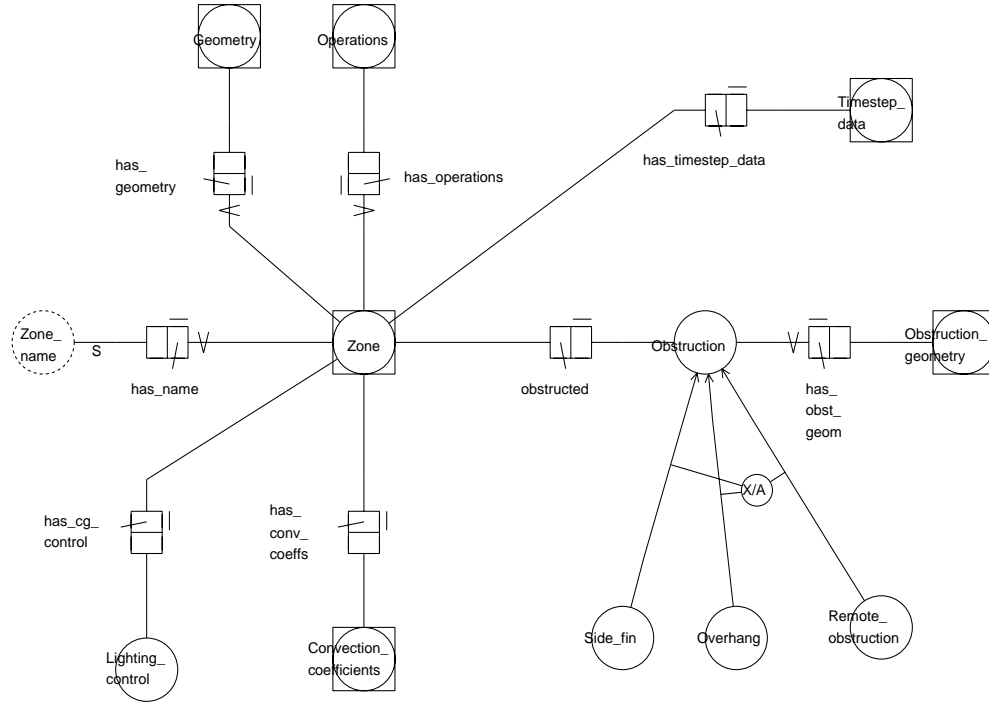 Geometry
Operations
Timestep_
data
has_
geometry
has_operations
has_timestep_data
Zone_
name
S
has_name
Zone
obstructed
Obstruction
has_
obst_
geom
Obstruction_
geometry
X/A
has_cg_
control
has_
conv_
coeffs
Lighting_
control
Convection_
coefficients
Side_fin
Overhang
Remote_
obstruction